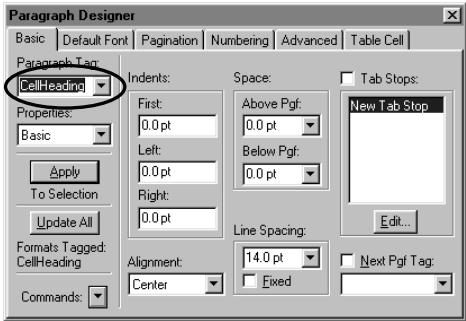 Paragraph Designer
Basic Default Font Pagination Numbering Advanced Table Cell
Paragraph Tag:
CellHeading
Properties:
Basic
Apply
To Selection
Update All
Formats Tagged:
CellHeading
Commands:
Indents:
First:
0.0 pt
Left:
0.0 pt
Right:
0.0 pt
Alignment:
Center
Space:
Above Pgf:
0.0 pt
Below Pgf:
0.0 pt
Line Spacing:
14.0 pt
Fixed
Tab Stops:
New Tab Stop
Edit...
Next Pgf Tag: